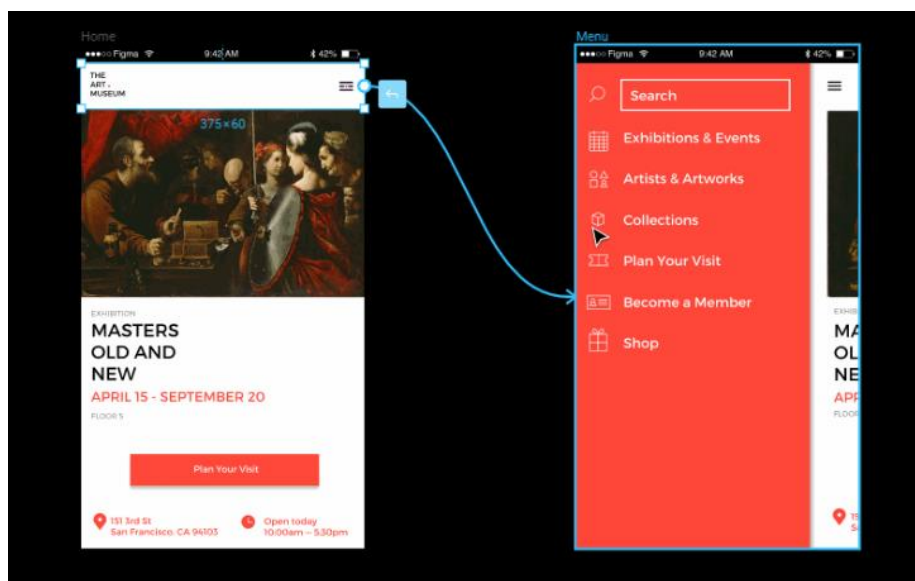 Home
Figma 9:42 AM 42%
THE
ART .
MUSEUM
375×60
EXHIBITION
MASTERS
OLD AND
NEW
APRIL 15 - SEPTEMBER 20
FLOOR 5
Plan Your Visit
151 3rd St
San Francisco, CA 94103
Open today
10:00am – 5:30pm
Menu
Figma 9:42 AM 42%
Search
Exhibitions & Events
Artists & Artworks
Collections
Plan Your Visit
Become a Member
Shop
EXHIB
MA
OL
NE
APR
FLOOR
15
S